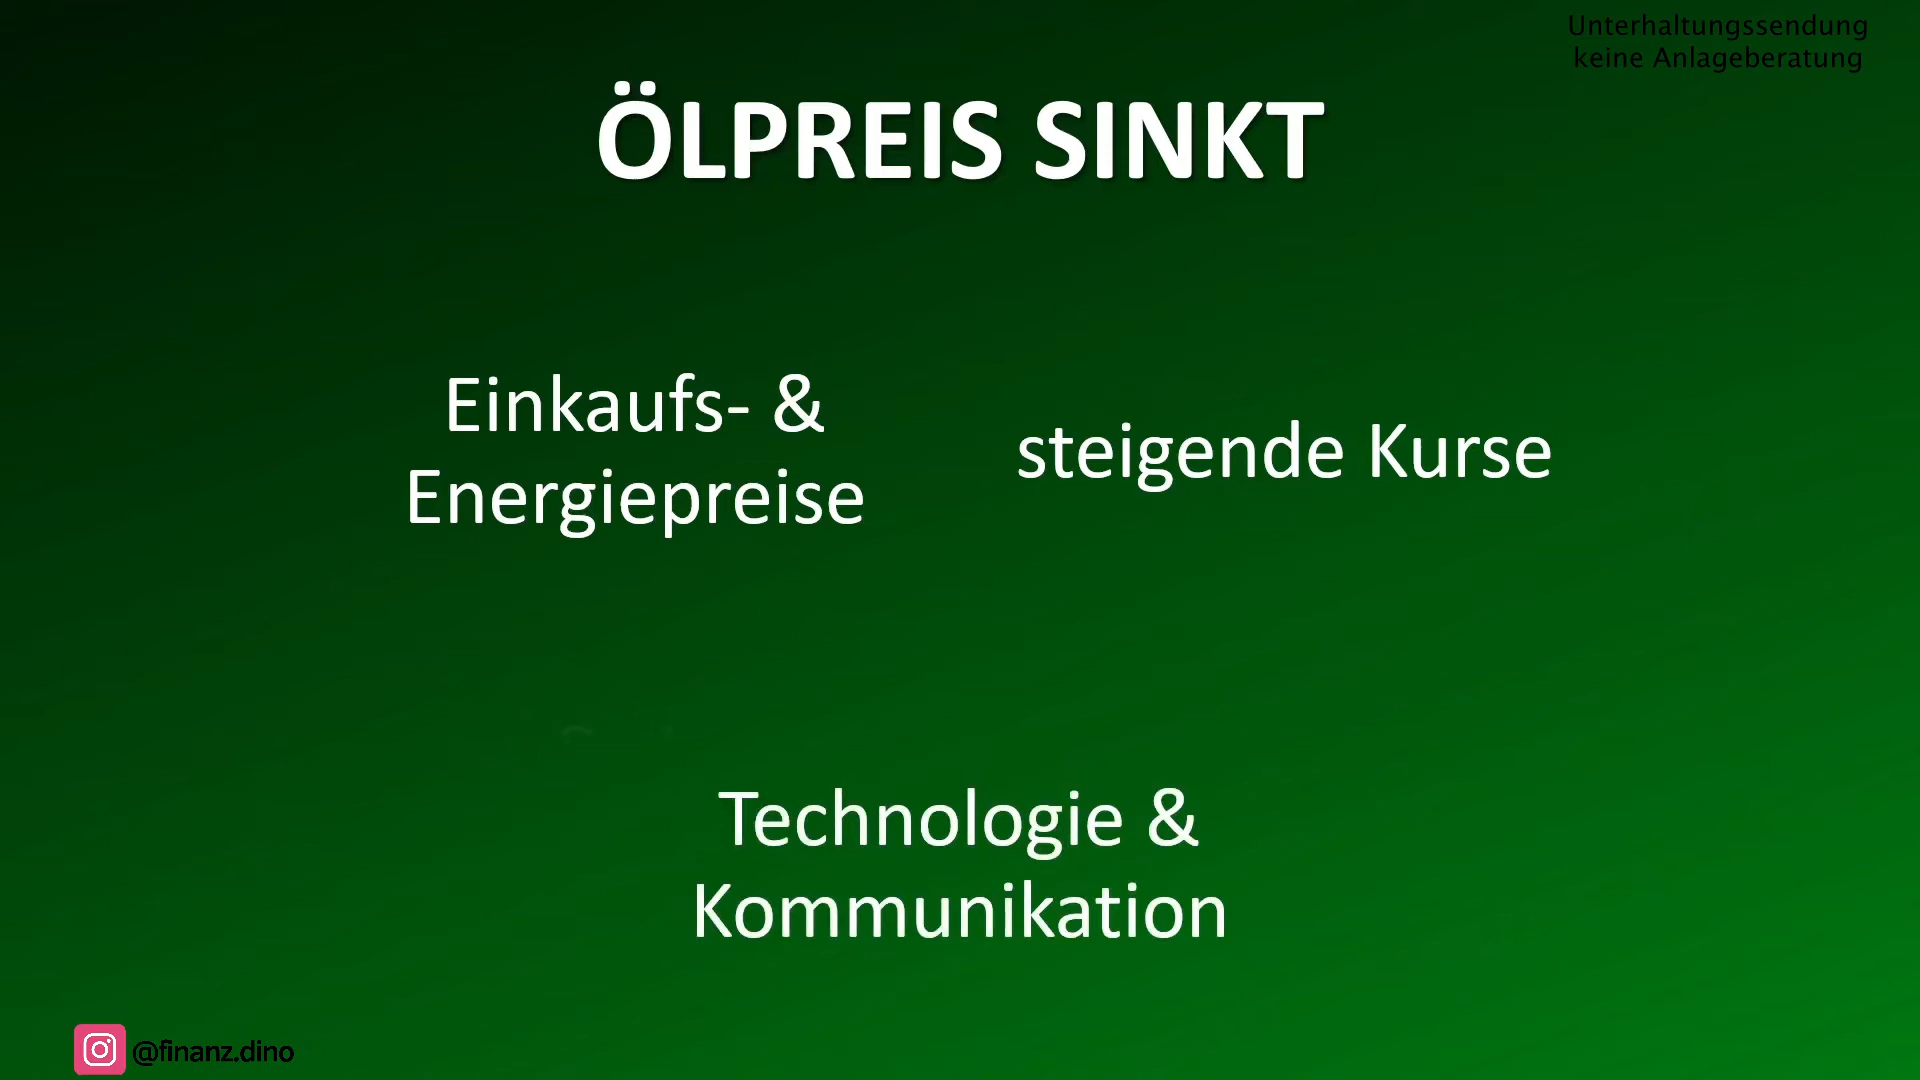 Unterhaltungssendung
keine Anlageberatung
ÖLPREIS SINKT
Einkaufs- &
Energiepreise
steigende Kurse
Technologie &
Kommunikation
@finanz.dino